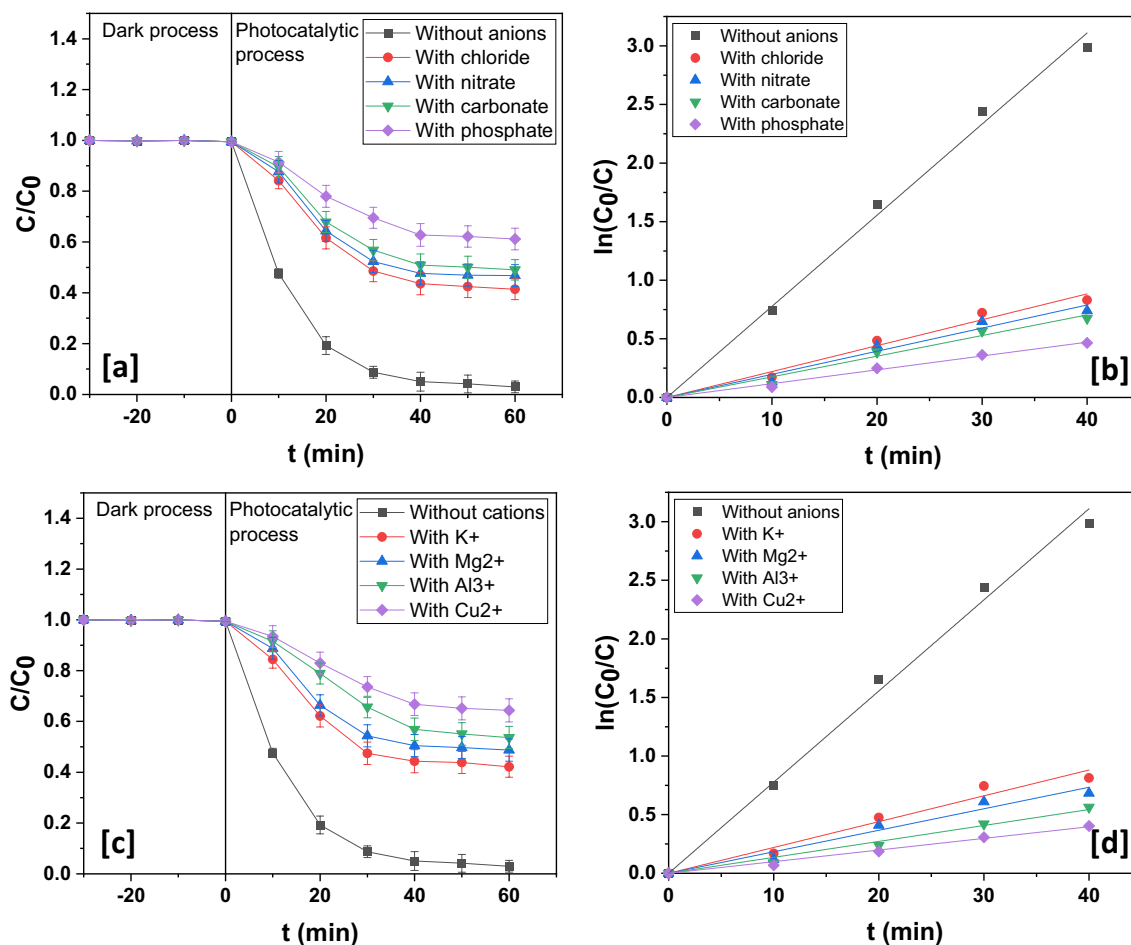 Dark process
Photocatalytic
process
Without anions
With chloride
With nitrate
With carbonate
With phosphate
1.4
1.2
1.0
0.8
0.6
0.4
0.2
0.0
C/C0
[a]
-20
0
20
40
60
t (min)
Without anions
With chloride
With nitrate
With carbonate
With phosphate
3.0
2.5
2.0
1.5
1.0
0.5
0.0
ln(C0/C)
[b]
0
10
20
30
40
t (min)
Dark process
Photocatalytic
process
Without cations
With K+
With Mg2+
With Al3+
With Cu2+
1.4
1.2
1.0
0.8
0.6
0.4
0.2
0.0
C/C0
[c]
-20
0
20
40
60
t (min)
Without anions
With K+
With Mg2+
With Al3+
With Cu2+
3.0
2.5
2.0
1.5
1.0
0.5
0.0
ln(C0/C)
[d]
0
10
20
30
40
t (min)